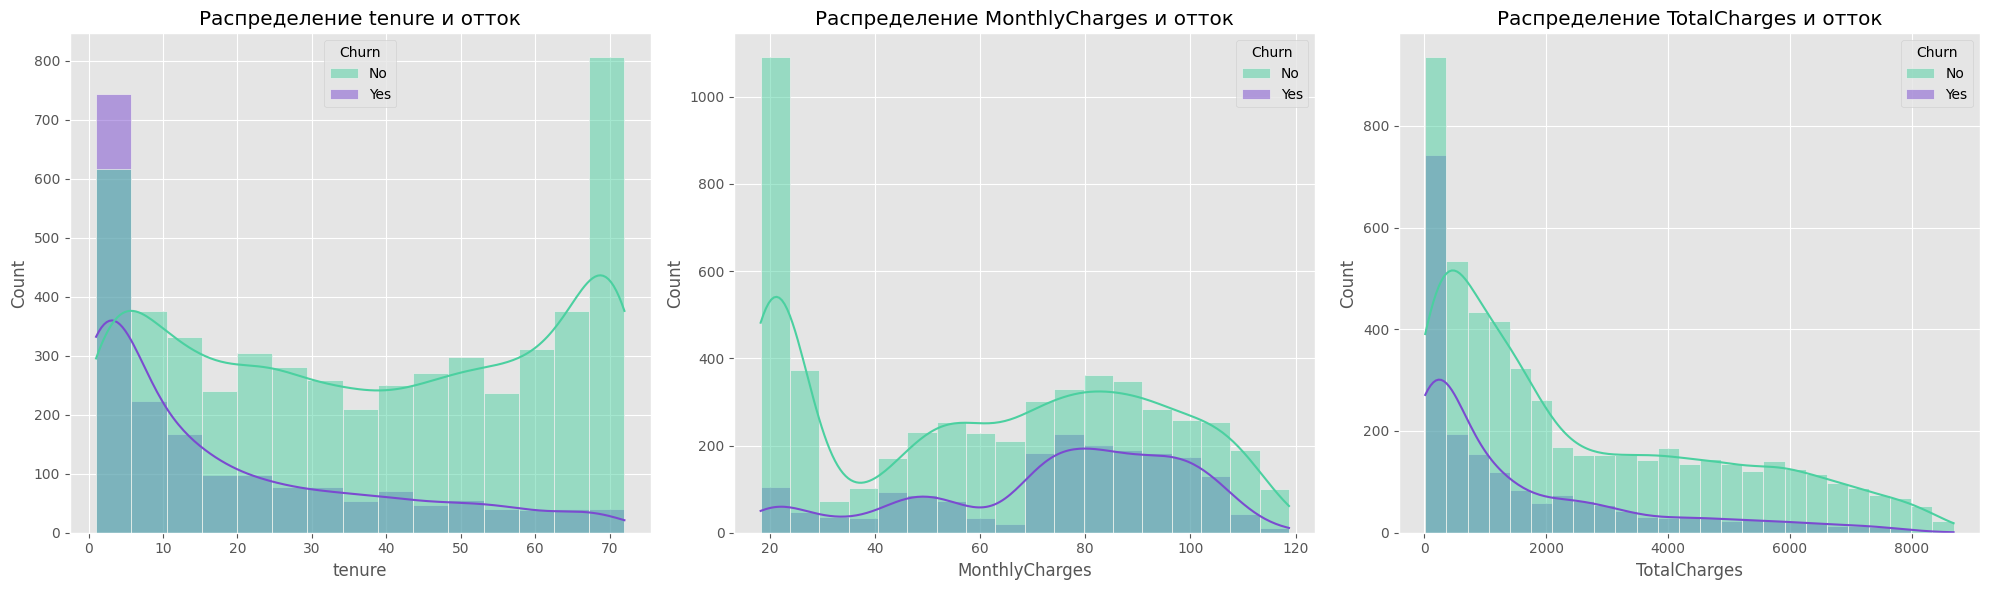 Распределение tenure и отток
Churn
No
Yes
800
700
600
500
400
300
200
100
0
Count
0 10 20 30 40 50 60 70
tenure
Распределение MonthlyCharges и отток
Churn
No
Yes
1000
800
600
400
200
0
Count
20 40 60 80 100 120
MonthlyCharges
Распределение TotalCharges и отток
Churn
No
Yes
800
600
400
200
0
Count
0 2000 4000 6000 8000
TotalCharges